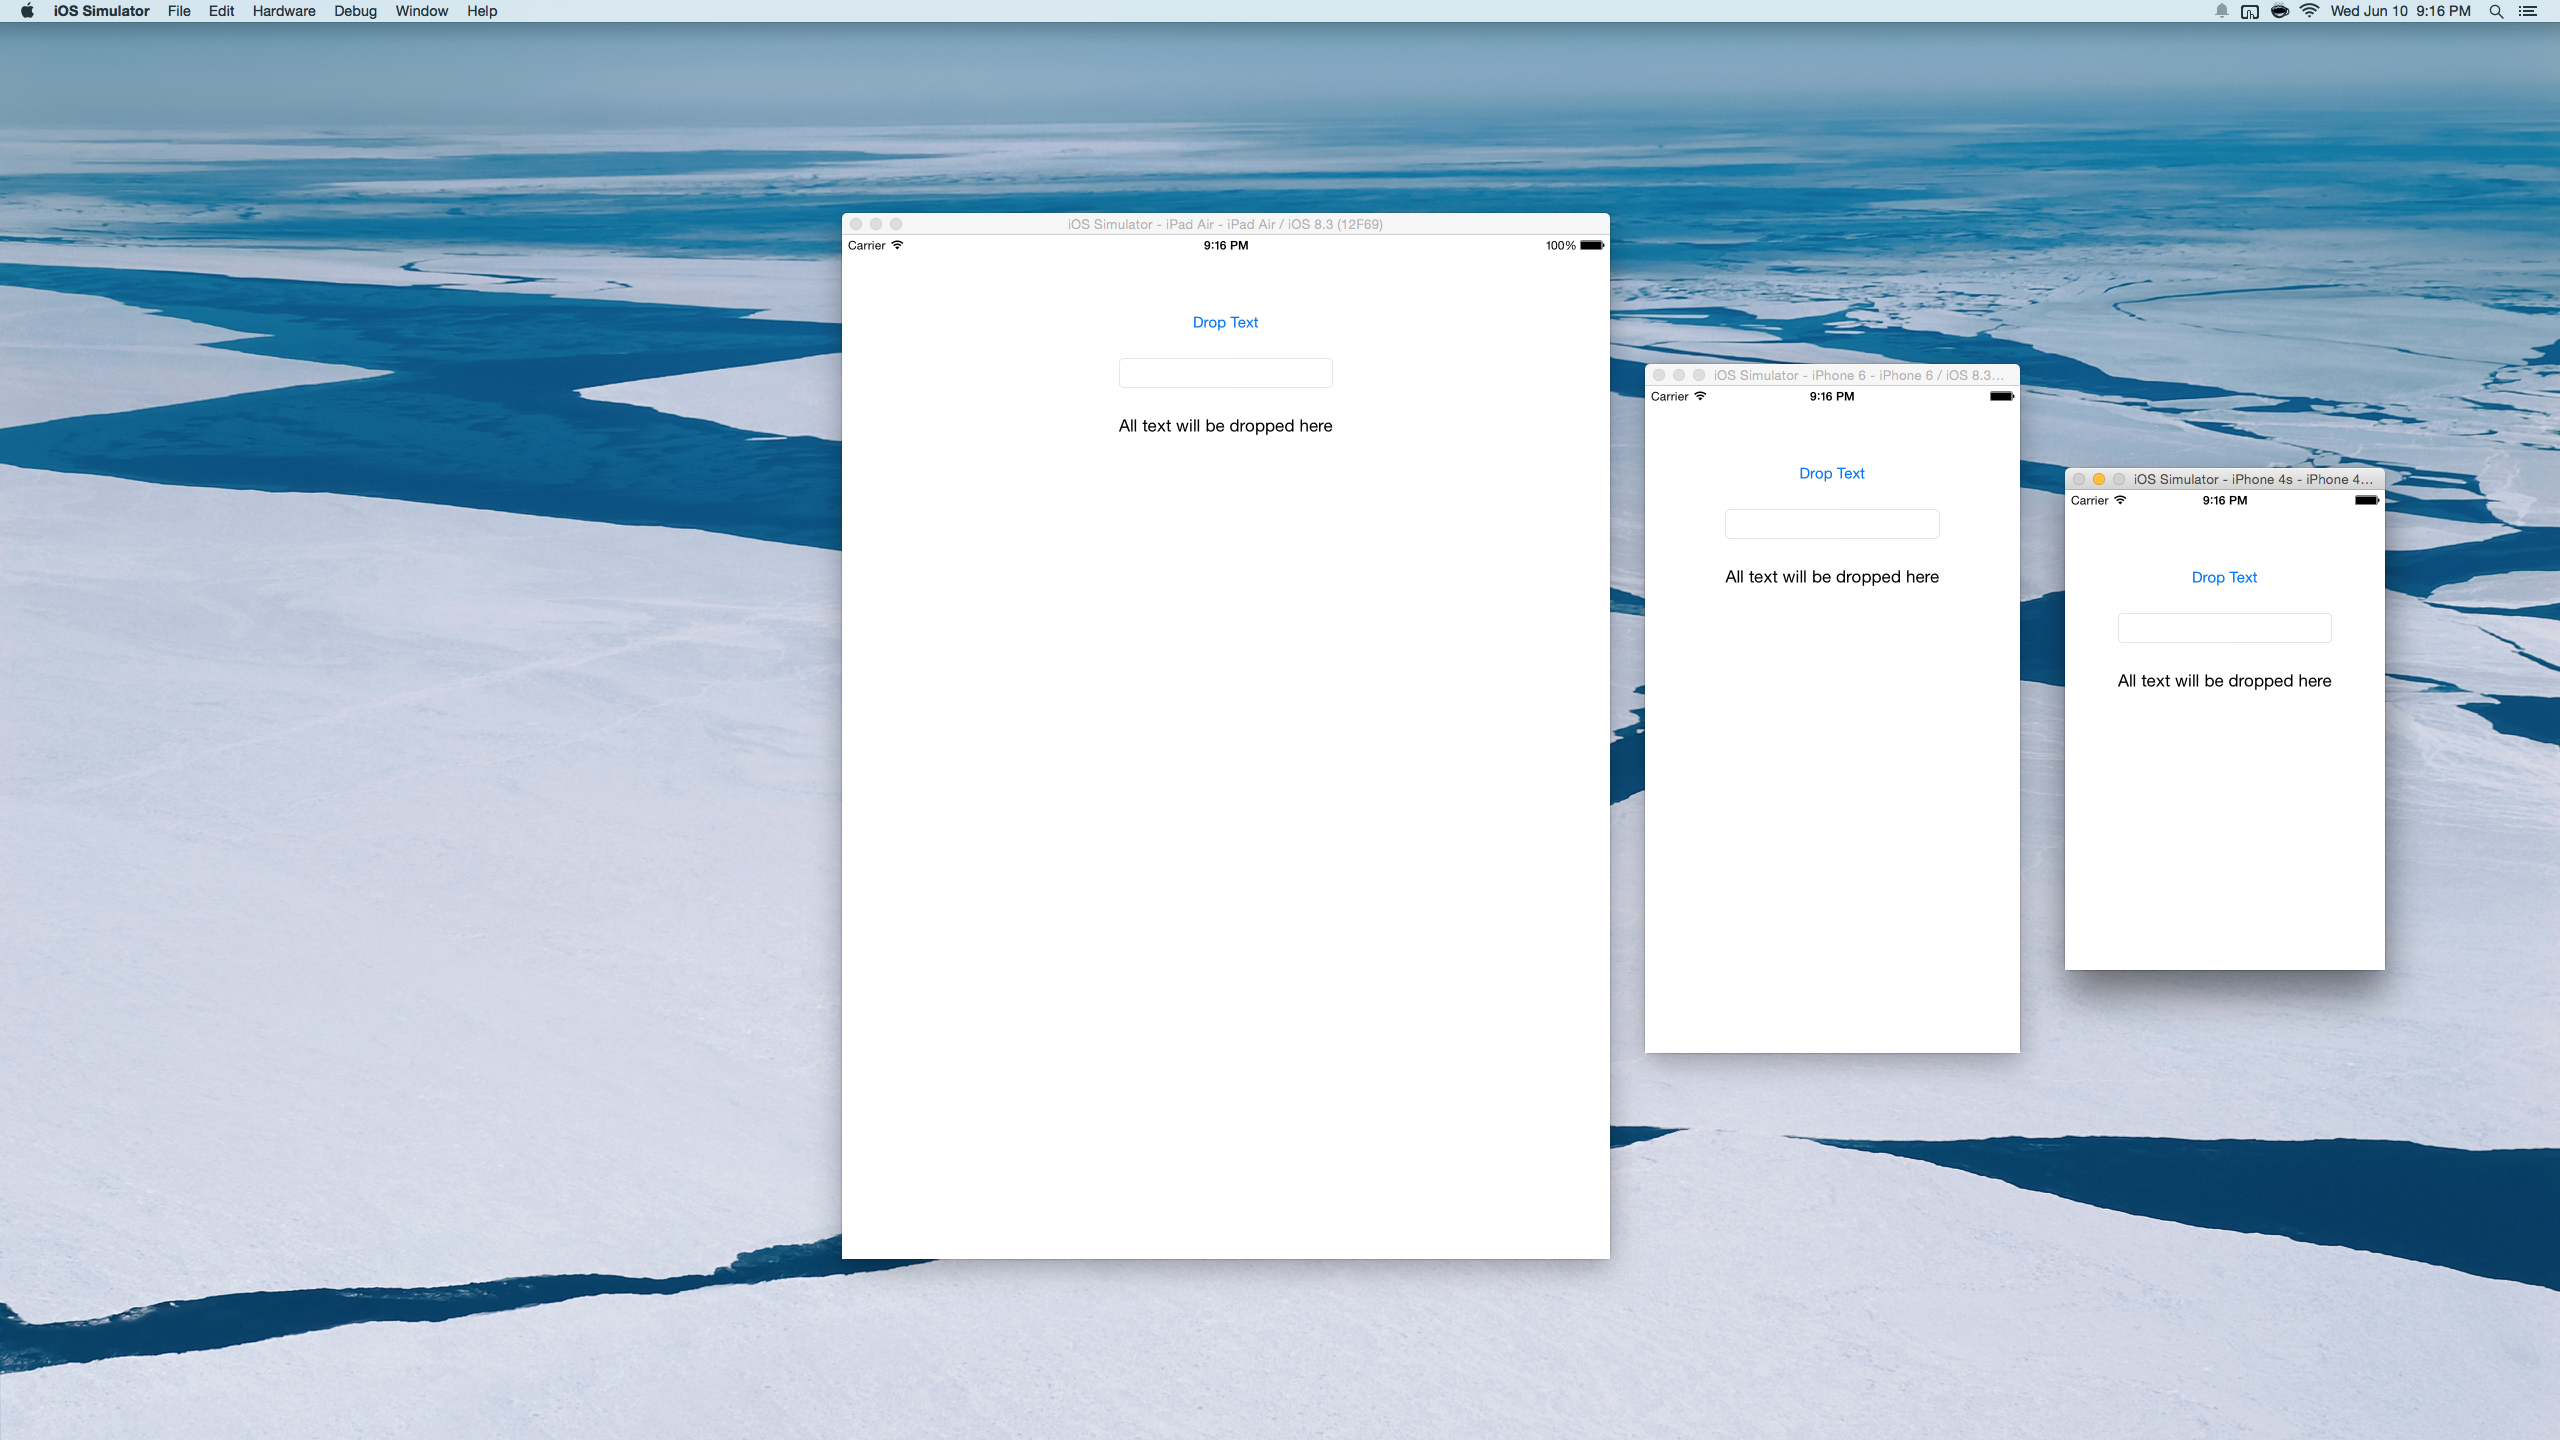 iOS Simulator File Edit Hardware Debug Window Help Wed Jun 10 9:16 PM
iOS Simulator - iPad Air - iPad Air / iOS 8.3 (12F69)
Carrier 9:16 PM 100%
Drop Text
All text will be dropped here
iOS Simulator - iPhone 6 - iPhone 6 / iOS 8.3...
Carrier 9:16 PM
Drop Text
All text will be dropped here
iOS Simulator - iPhone 4s - iPhone 4...
Carrier 9:16 PM
Drop Text
All text will be dropped here